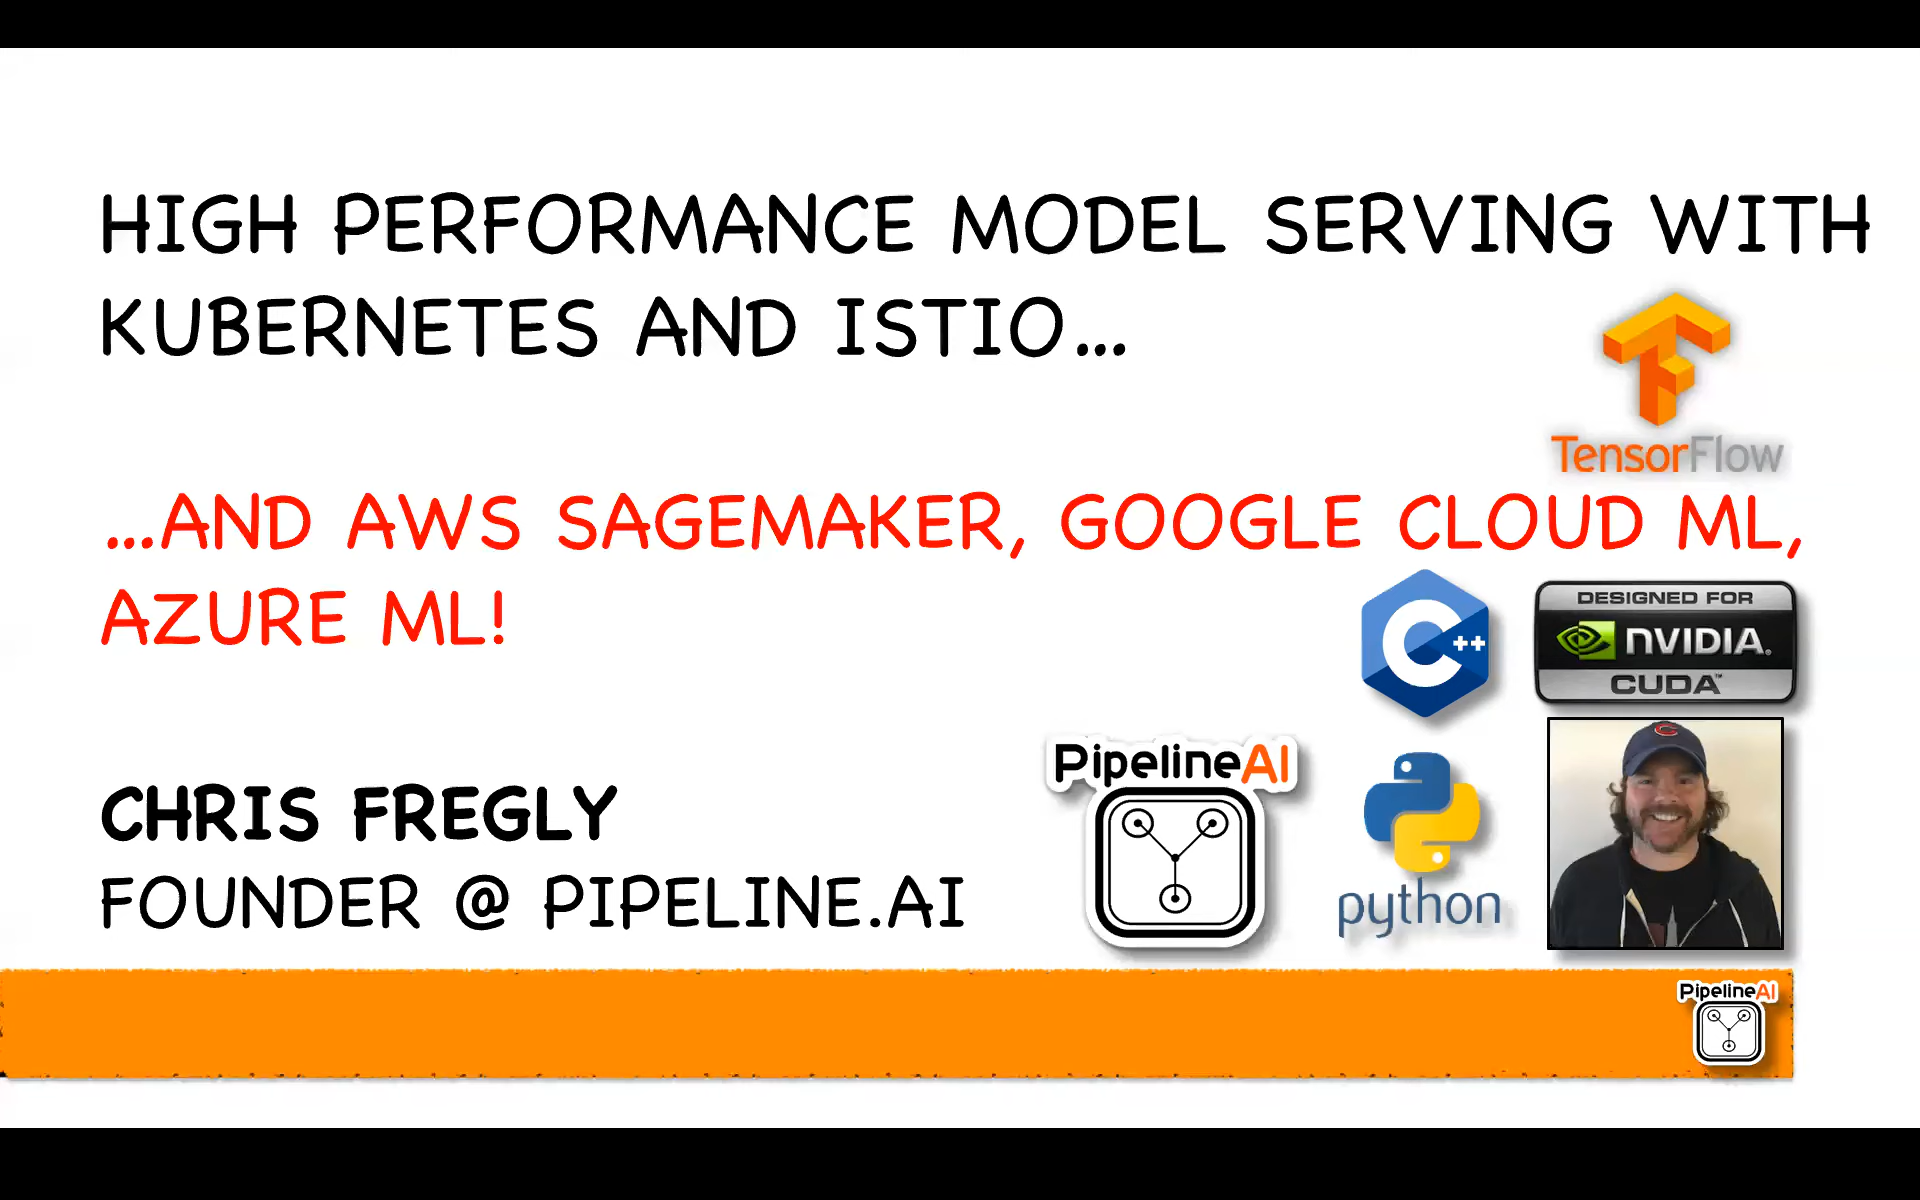 HIGH PERFORMANCE MODEL SERVING WITH
KUBERNETES AND ISTIO...
TensorFlow
...AND AWS SAGEMAKER, GOOGLE CLOUD ML,
AZURE ML!
C++
DESIGNED FOR
NVIDIA.
CUDA™
PipelineAI
python
C
CHRIS FREGLY
FOUNDER @ PIPELINE.AI
PipelineAI